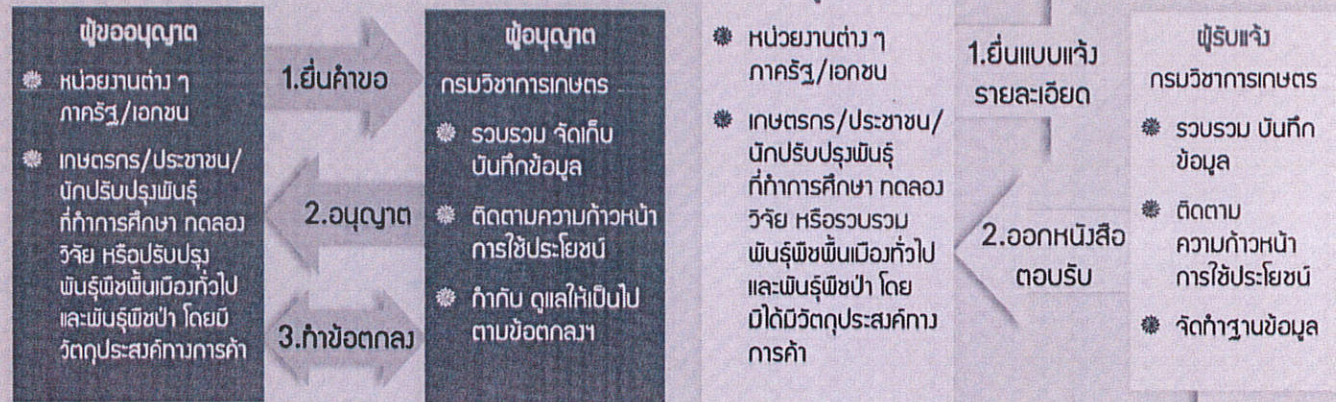 ผู้ขออนุญาต
หน่วยงานต่าง ๆ
ภาครัฐ/เอกชน
เกษตรกร/ประชาชน/
นักปรับปรุงพันธุ์
ที่ทำการศึกษา ทดลอง
วิจัย หรือปรับปรุง
พันธุ์พืชพื้นเมืองทั่วไป
และพันธุ์พืชป่า โดยมี
วัตถุประสงค์ทางการค้า
1.ยื่นคำขอ
2.อนุญาต
3.ทำข้อตกลง
ผู้อนุญาต
กรมวิชาการเกษตร
รวบรวม จัดเก็บ
บันทึกข้อมูล
ติดตามความก้าวหน้า
การใช้ประโยชน์
กำกับ ดูแลให้เป็นไป
ตามข้อตกลงฯ
หน่วยงานต่าง ๆ
ภาครัฐ/เอกชน
เกษตรกร/ประชาชน/
นักปรับปรุงพันธุ์
ที่ทำการศึกษา ทดลอง
วิจัย หรือรวบรวม
พันธุ์พืชพื้นเมืองทั่วไป
และพันธุ์พืชป่า โดย
มิได้มีวัตถุประสงค์ทาง
การค้า
1.ยื่นแบบแจ้ง
รายละเอียด
2.ออกหนังสือ
ตอบรับ
ผู้รับแจ้ง
กรมวิชาการเกษตร
รวบรวม บันทึก
ข้อมูล
ติดตาม
ความก้าวหน้า
การใช้ประโยชน์
จัดทำฐานข้อมูล